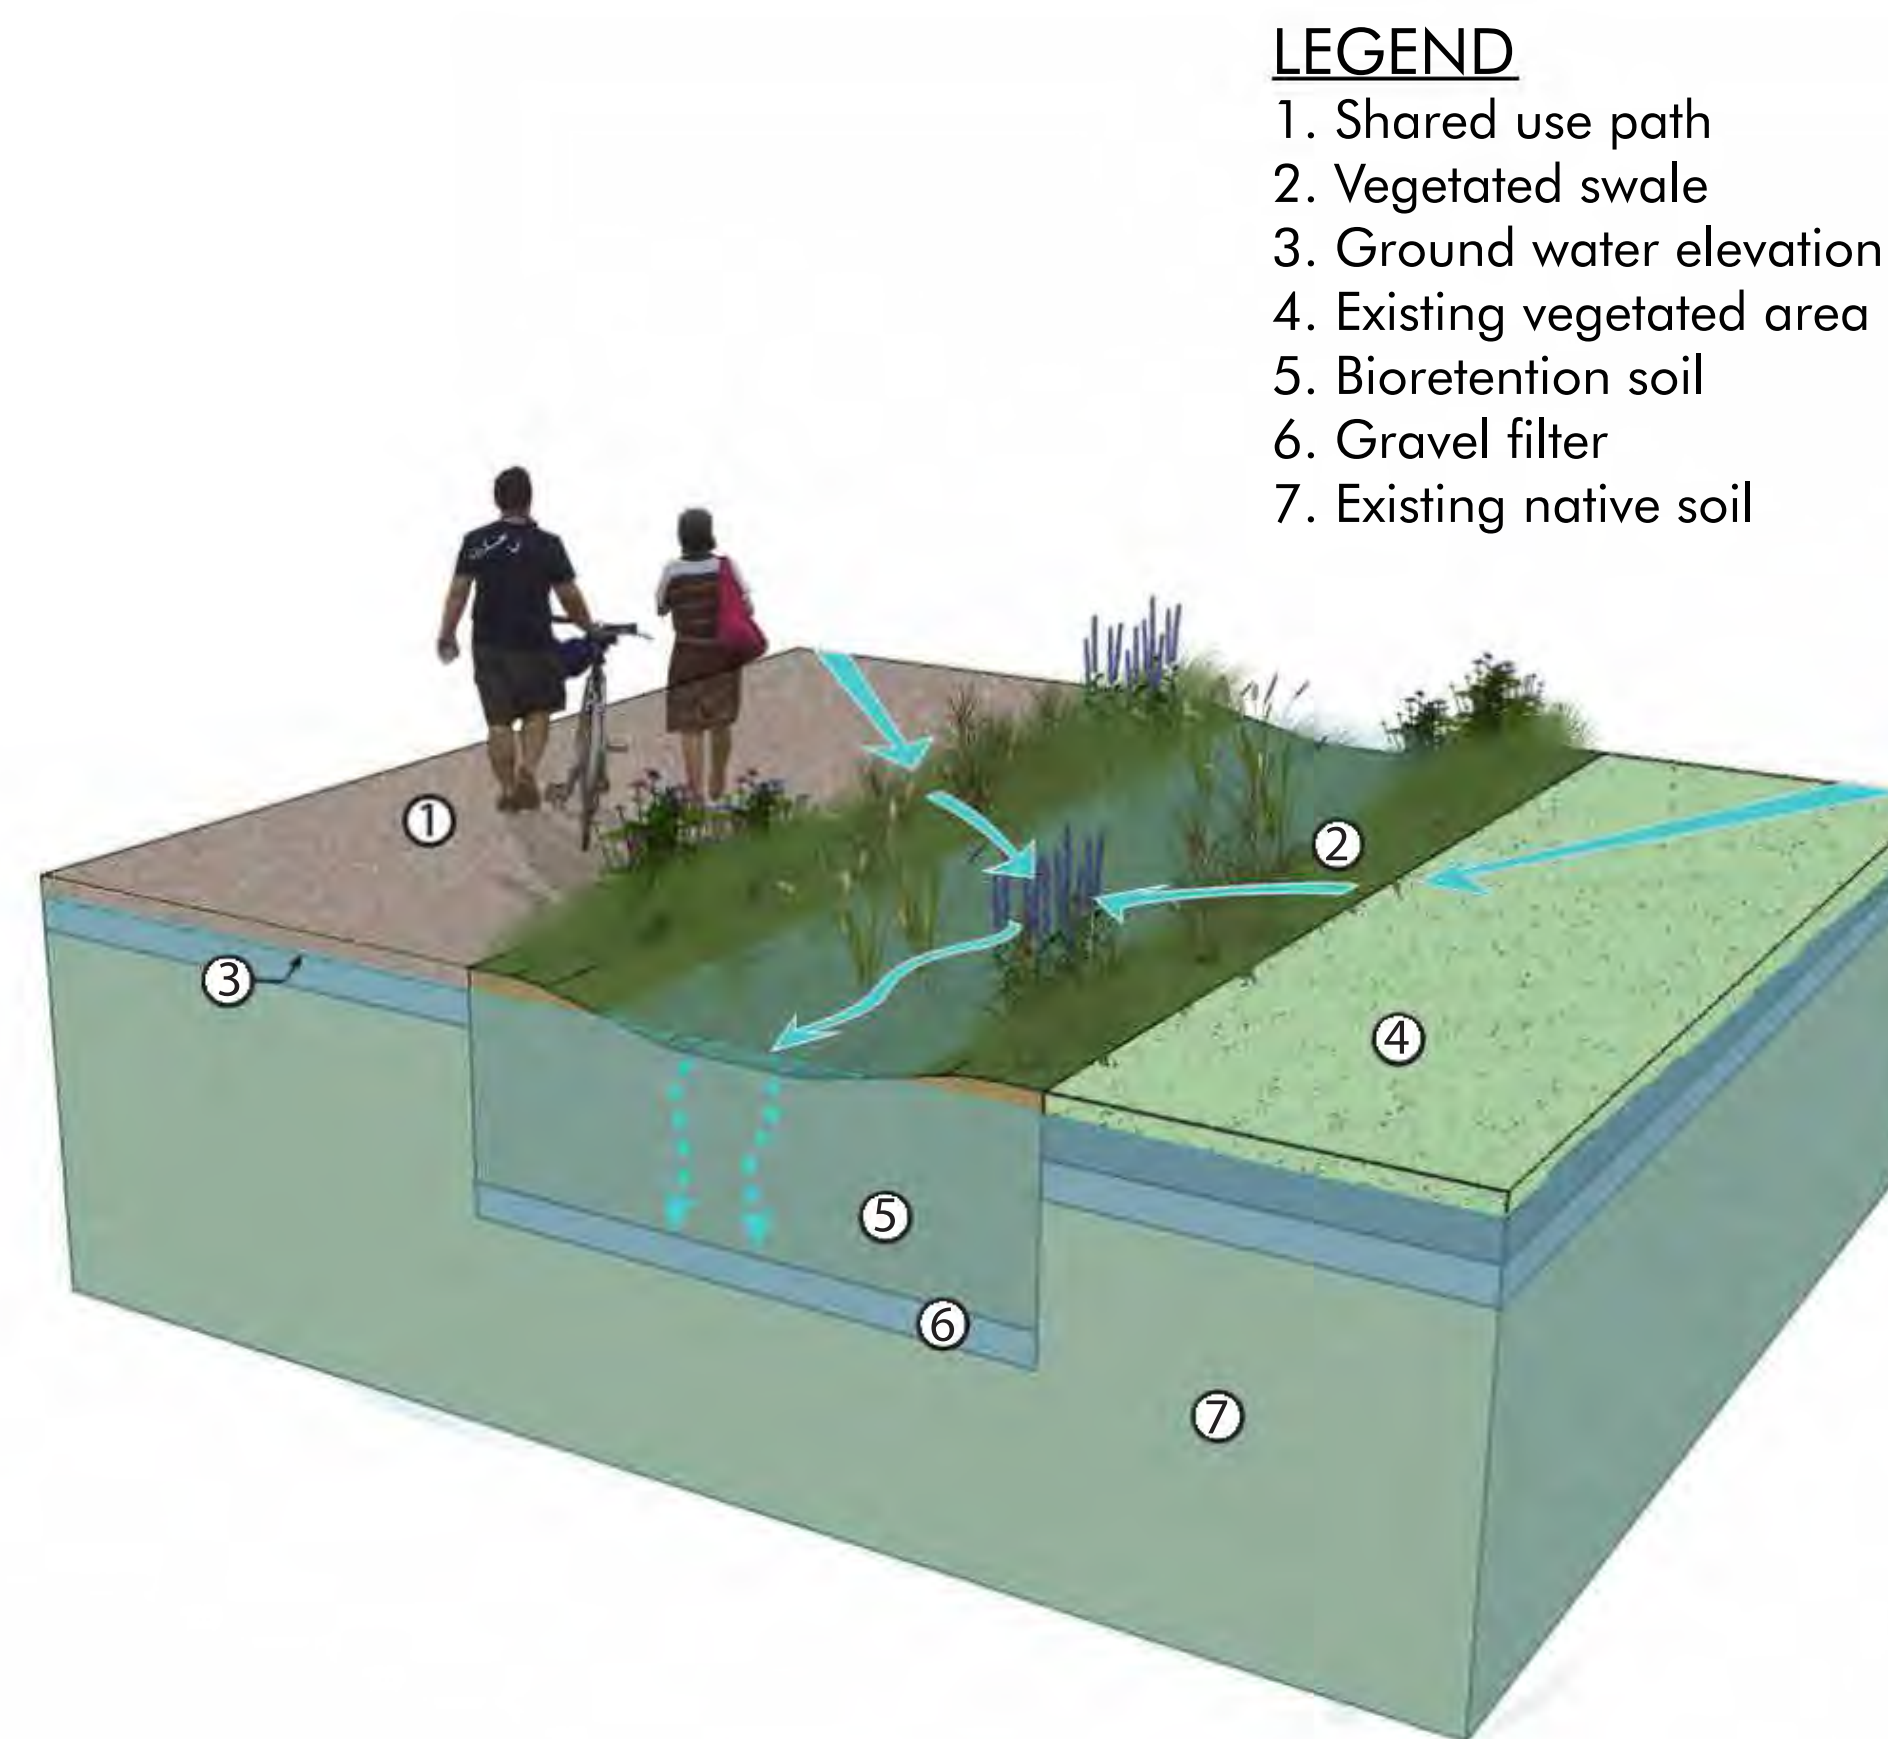 LEGEND
1. Shared use path
2. Vegetated swale
3. Ground water elevation
4. Existing vegetated area
5. Bioretention soil
6. Gravel filter
7. Existing native soil
1
2
3
4
5
6
7